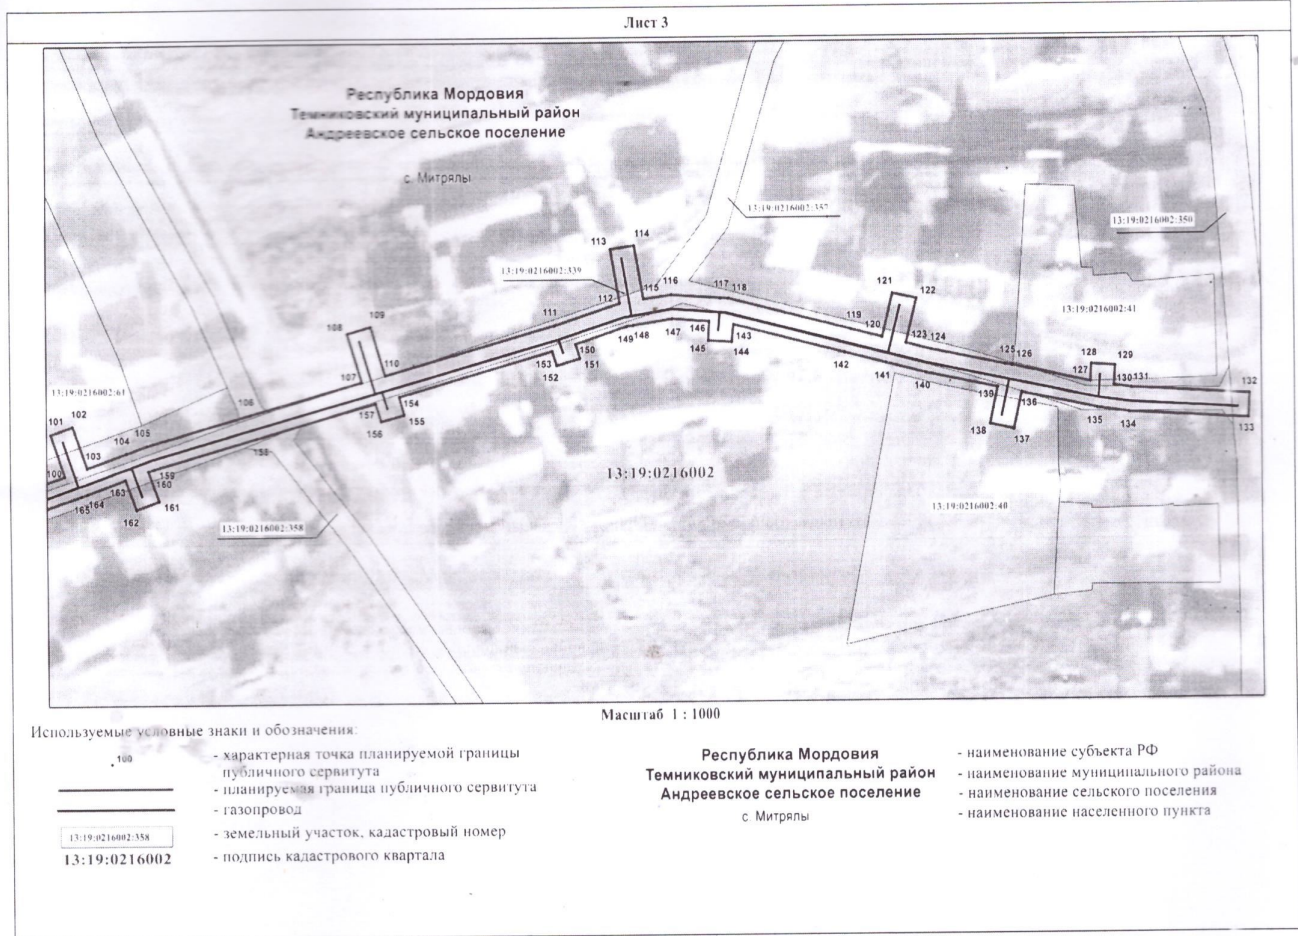 Лист 3
Республика Мордовия
Темниковский муниципальный район
Андреевское сельское поселение
с. Митрялы
13:19:0216002:357
13:19:0216002:350
113 114
13:19:0216002:339
115 116 117 118
112
121 122
13:19:0216002:41
119 120 123 124
108 109
111
110
107
146 145 143 144
149 148 147
153 150 152 151
142 141 140
125 126
127 128 129 130 131
132
133
139 136 138 137
135 134
13:19:0216002:61
106
101 102
103 104 105
100
157 154 156 155
158
13:19:0216002
159 160 161
163 162
165 164
13:19:0216002:358
13:19:0216002:40
Масштаб 1 : 1000
Используемые условные знаки и обозначения:
100 - характерная точка планируемой границы
публичного сервитута
- планируемая граница публичного сервитута
- газопровод
13:19:0216002:358 - земельный участок, кадастровый номер
13:19:0216002 - подпись кадастрового квартала
Республика Мордовия - наименование субъекта РФ
Темниковский муниципальный район - наименование муниципального района
Андреевское сельское поселение - наименование сельского поселения
с. Митрялы - наименование населенного пункта